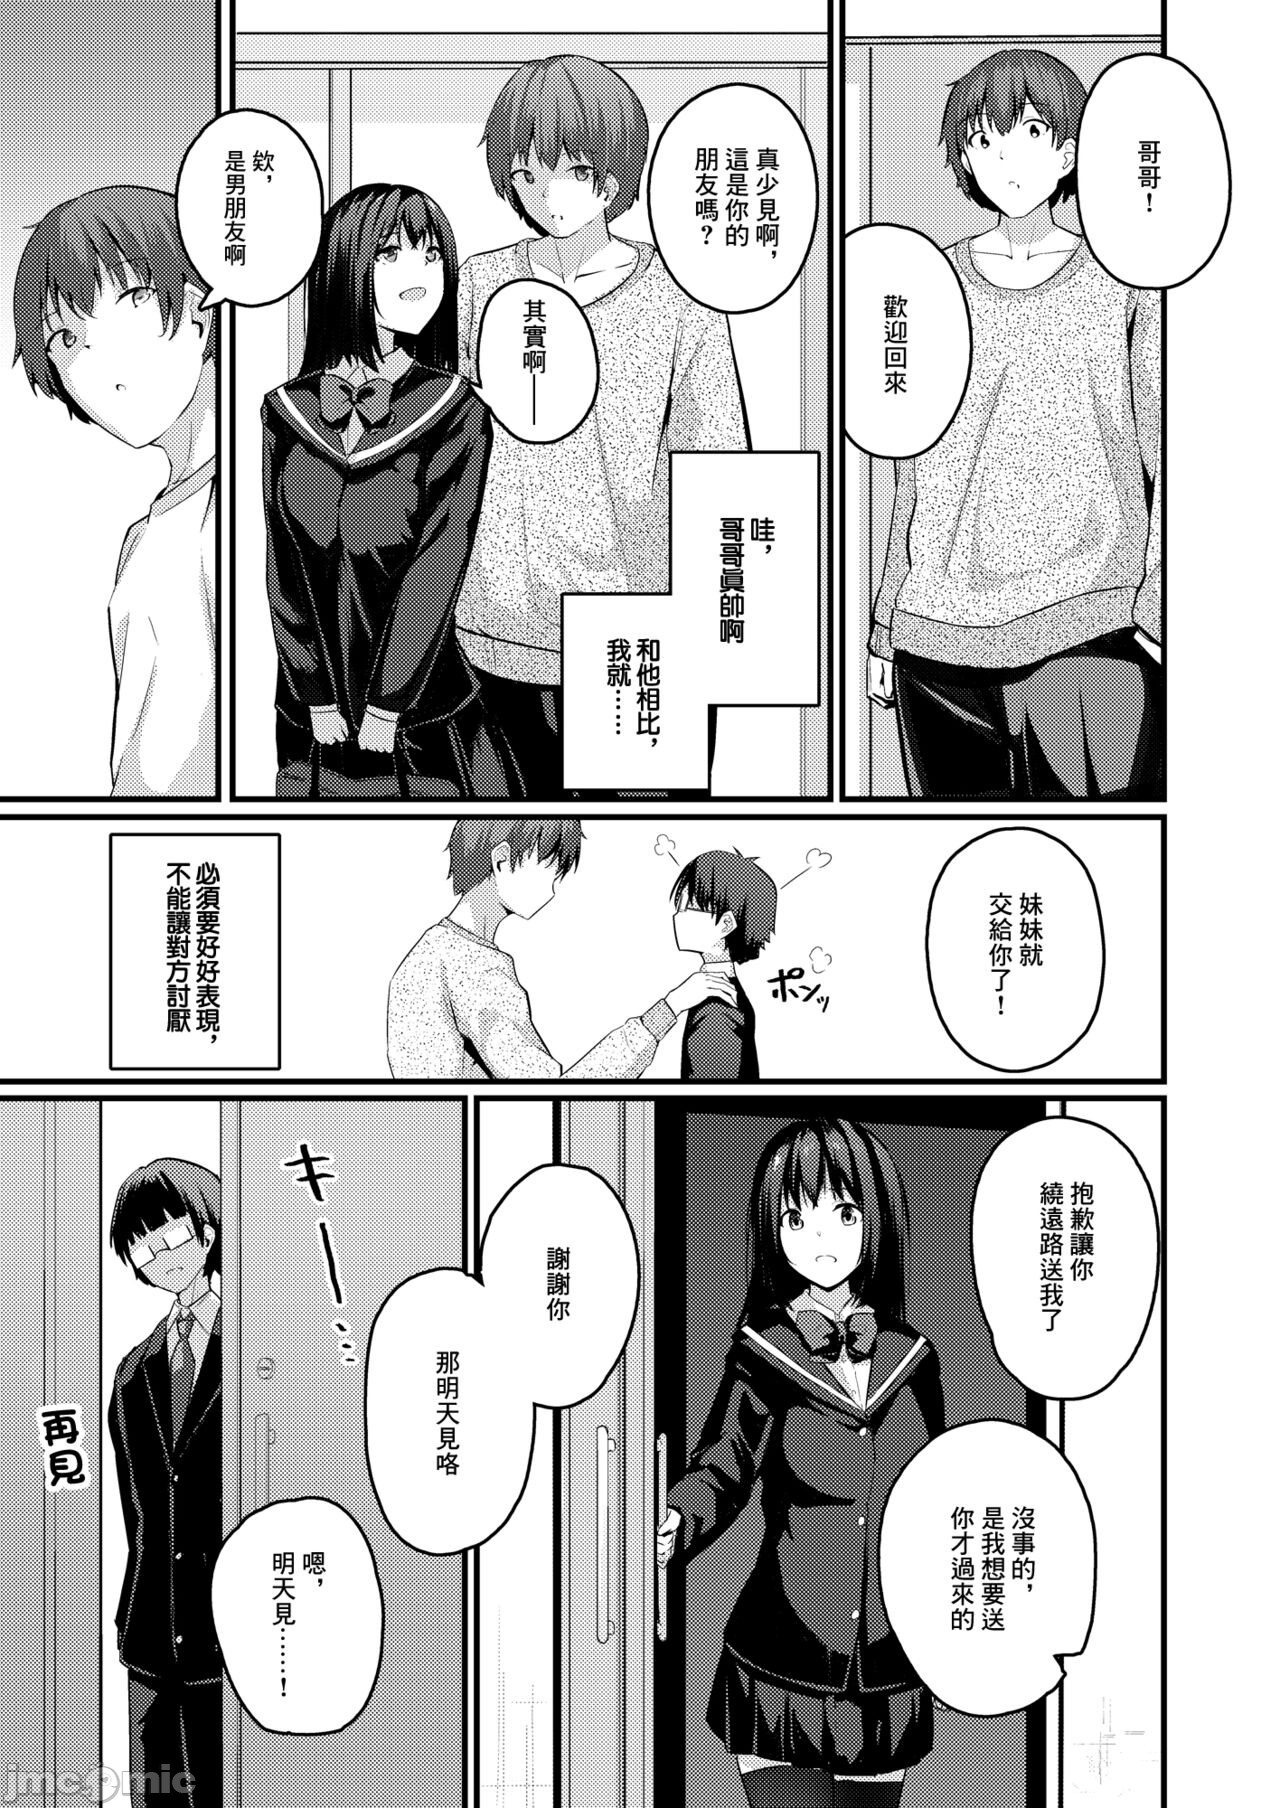 哥哥！
歡迎回來
真少見啊，
這是你的
朋友嗎？
其實啊——
哇，
哥哥真帥啊
和他相比，
我就……
欸，
是男朋友啊
妹妹就
交給你了！
ポンッ
必須要好好表現，
不能讓對方討厭
抱歉讓你
繞遠路送我了
沒事的，
是我想要送
你才過來的
謝謝你
那明天見咯
キー…
嗯，
明天見……！
再見
jmcomic